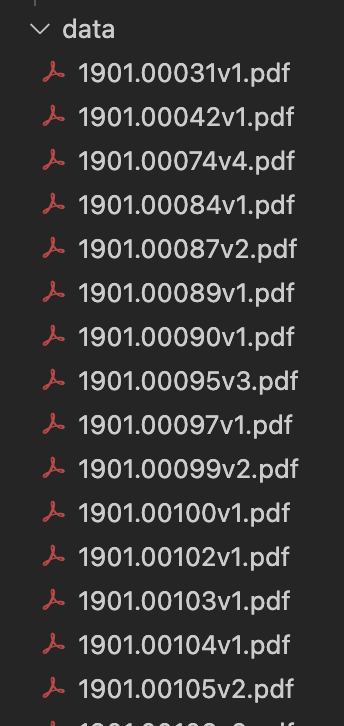 data
1901.00031v1.pdf
1901.00042v1.pdf
1901.00074v4.pdf
1901.00084v1.pdf
1901.00087v2.pdf
1901.00089v1.pdf
1901.00090v1.pdf
1901.00095v3.pdf
1901.00097v1.pdf
1901.00099v2.pdf
1901.00100v1.pdf
1901.00102v1.pdf
1901.00103v1.pdf
1901.00104v1.pdf
1901.00105v2.pdf